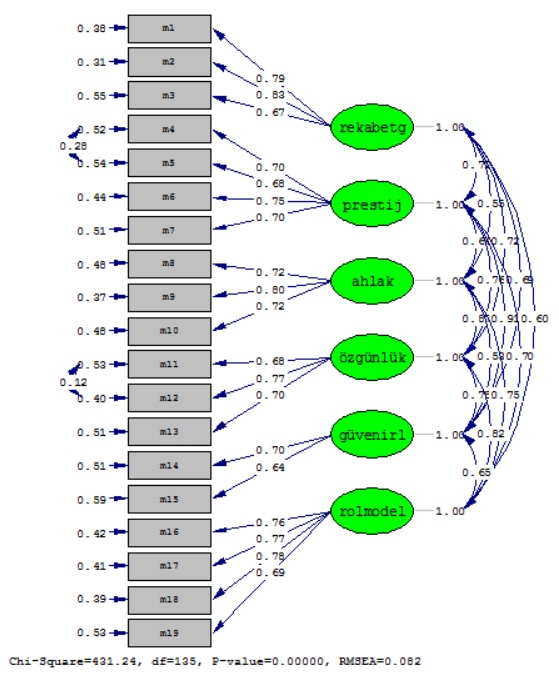 0.38 m1
0.31 m2
0.79
0.83
0.55 m3
0.67
0.52 m4
rekabetg 1.00
0.28
0.54 m5
0.70
0.68
0.44 m6
0.75
prestij 1.00
0.70
0.51 m7
0.72
0.48 m8
0.72
ahlak 1.00 0.69
0.37 m9
0.80
0.72
0.91 0.60
0.48 m10
0.53 m11
0.68
özgünlük 1.00 0.70
0.12
0.77
0.40 m12
0.70
0.75
0.51 m13
güvenirl 1.00 0.82
0.51 m14
0.70
0.64
0.65
0.59 m15
rolmodel 1.00
0.42 m16
0.76
0.77
0.41 m17
0.78
0.69
0.39 m18
0.53 m19
Chi-Square=431.24, df=135, P-value=0.00000, RMSEA=0.082